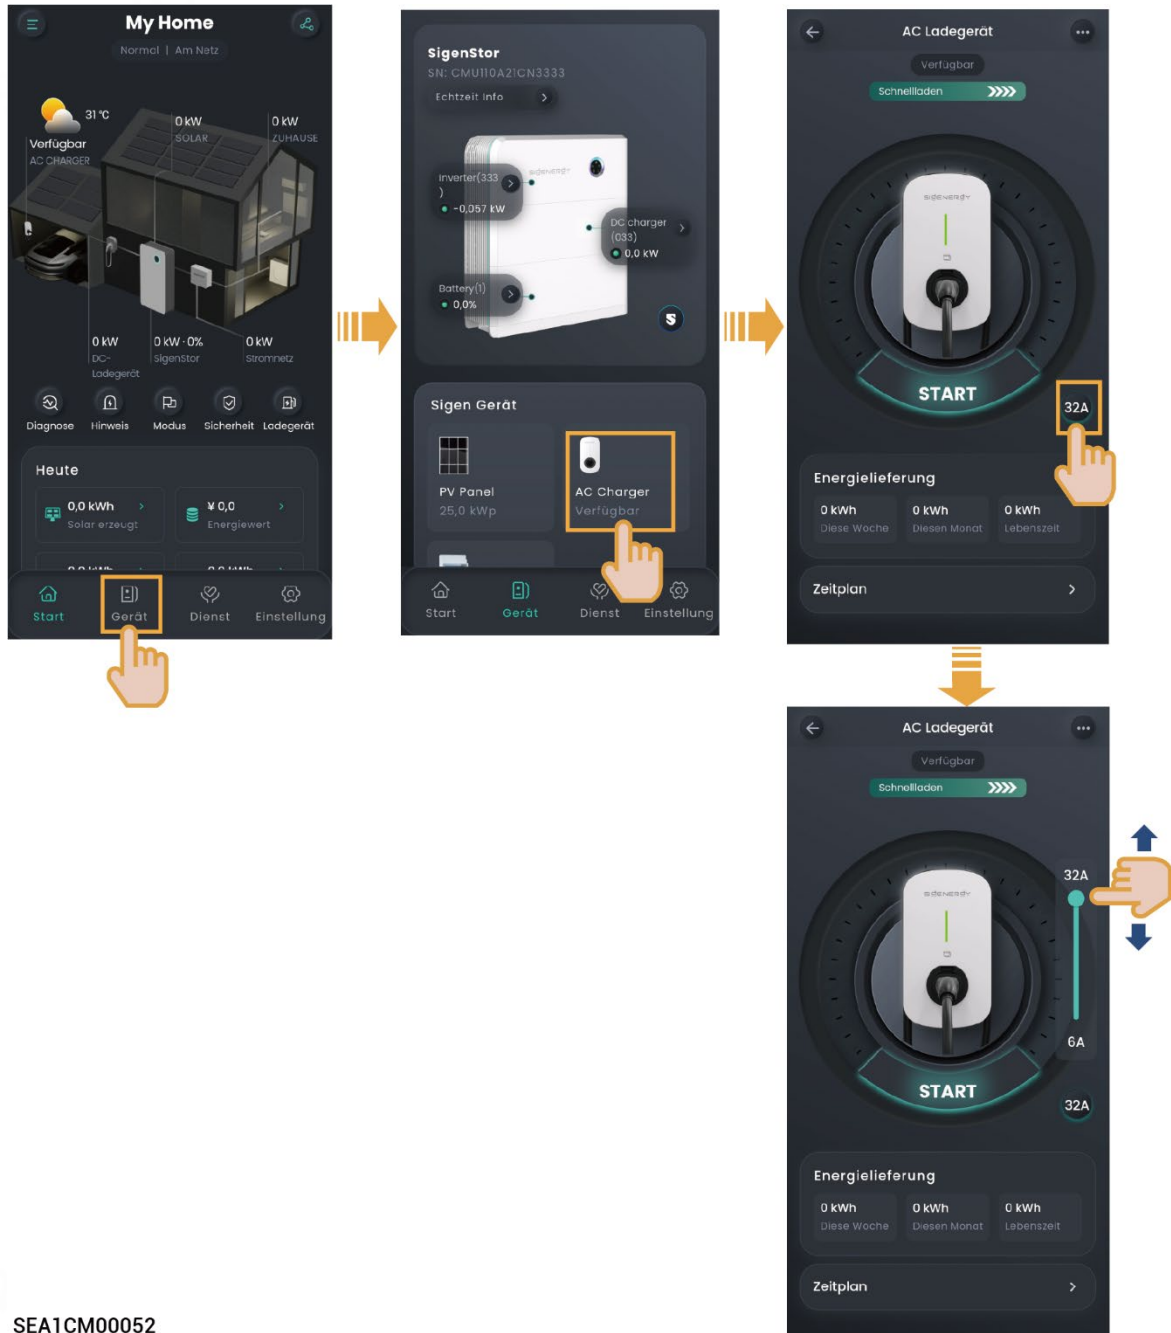 My Home
Normal | Am Netz
31 °C
Verfügbar
AC CHARGER
0 kW
SOLAR
0 kW
ZUHAUSE
0 kW
DC-
Ladegerät
0 kW · 0%
SigenStor
0 kW
Stromnetz
Diagnose
Hinweis
Modus
Sicherheit
Ladegerät
Heute
0,0 kWh
Solar erzeugt
¥ 0,0
Energiewert
Start
Gerät
Dienst
Einstellung
SigenStor
SN: CMU110A21CN3333
Echtzeit Info
SIGENERGY
Inverter(333
)
-0,057 kW
DC charger
(033)
0,0 kW
Battery(1)
0,0%
Sigen Gerät
PV Panel
25,0 kWp
AC Charger
Verfügbar
Start
Gerät
Dienst
Einstellung
AC Ladegerät
Verfügbar
Schnellladen
SIGENERGY
START
32A
Energielieferung
0 kWh
Diese Woche
0 kWh
Diesen Monat
0 kWh
Lebenszeit
Zeitplan
AC Ladegerät
Verfügbar
Schnellladen
32A
SIGENERGY
6A
START
32A
Energielieferung
0 kWh
Diese Woche
0 kWh
Diesen Monat
0 kWh
Lebenszeit
Zeitplan
SEA1CM00052